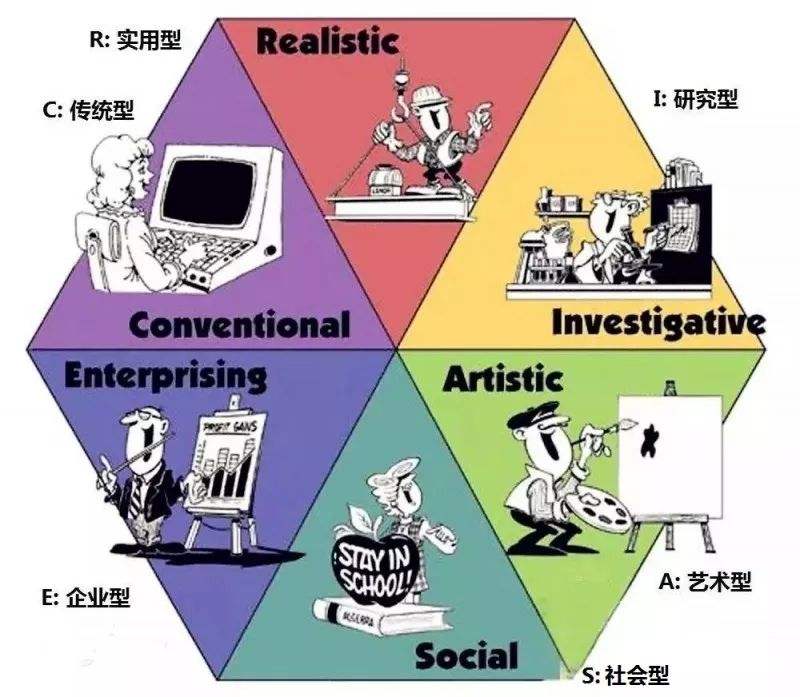 R: 实用型
Realistic
C: 传统型
I: 研究型
Conventional
Investigative
Enterprising
Artistic
PROFIT GAINS
STAY IN
SCHOOL!
ALGEBRA
E: 企业型
A: 艺术型
Social
S: 社会型